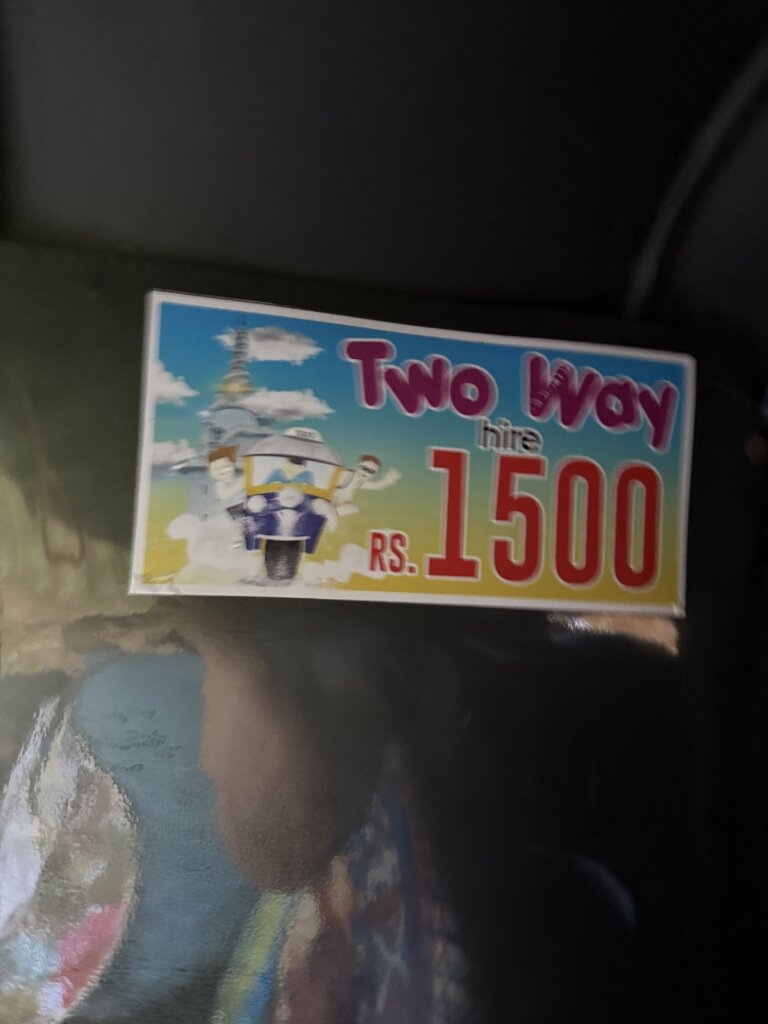 Two Way
hire
RS. 1500